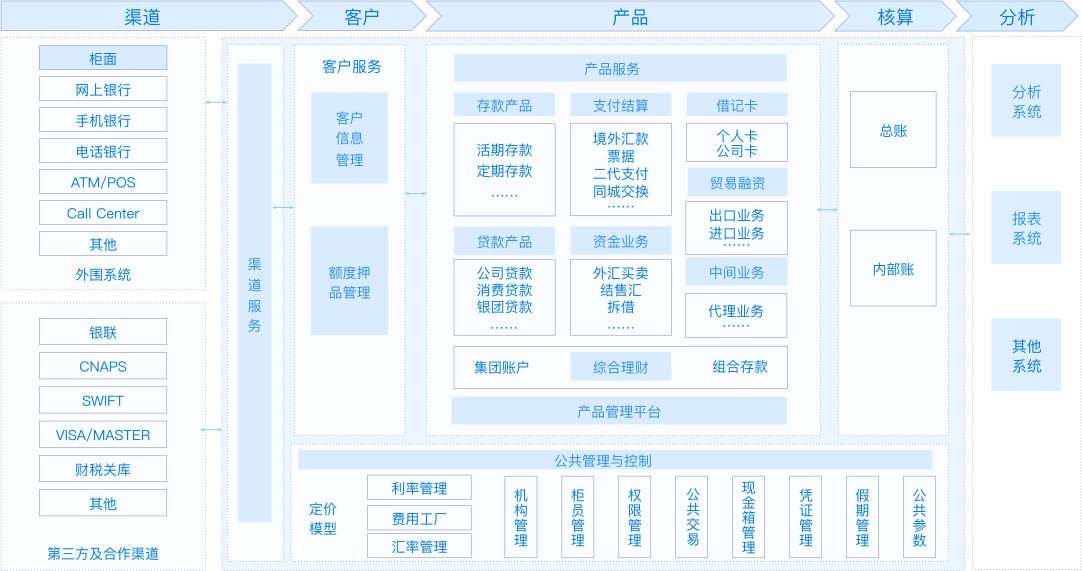 渠道
客户
产品
核算
分析
柜面
网上银行
手机银行
电话银行
ATM/POS
Call Center
其他
外围系统
银联
CNAPS
SWIFT
VISA/MASTER
财税关库
其他
第三方及合作渠道
渠
道
服
务
客户服务
客户
信息
管理
额度押
品管理
产品服务
存款产品
活期存款
定期存款
……
支付结算
境外汇款
票据
二代支付
同城交换
……
借记卡
个人卡
公司卡
贸易融资
出口业务
进口业务
……
贷款产品
公司贷款
消费贷款
银团贷款
……
资金业务
外汇买卖
结售汇
拆借
……
中间业务
代理业务
……
集团账户
综合理财
组合存款
产品管理平台
总账
内部账
分析
系统
报表
系统
其他
系统
公共管理与控制
定价
模型
利率管理
费用工厂
汇率管理
机构管理
柜员管理
权限管理
公共交易
现金箱管理
凭证管理
假期管理
公共参数